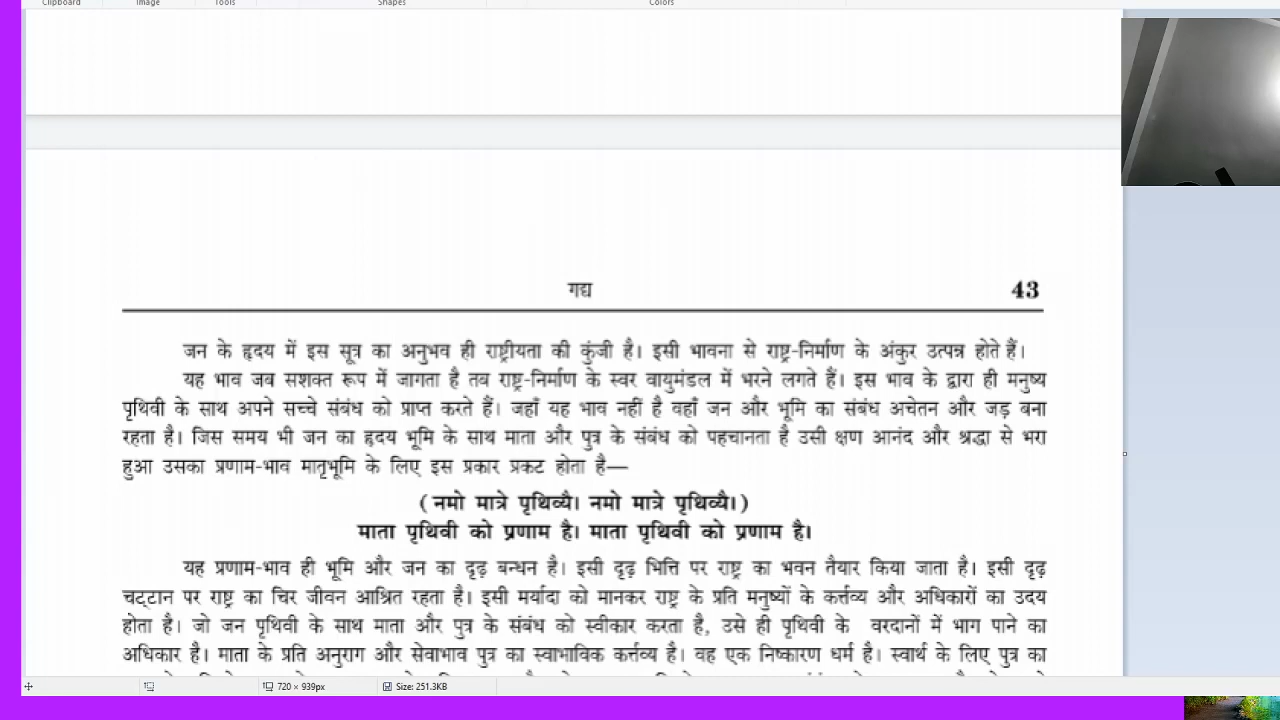 Clipboard Image Tools Shapes Colors
गद्य 43
जन के हृदय में इस सूत्र का अनुभव ही राष्ट्रीयता की कुंजी है। इसी भावना से राष्ट्र-निर्माण के अंकुर उत्पन्न होते हैं।
यह भाव जब सशक्त रूप में जागता है तब राष्ट्र-निर्माण के स्वर वायुमंडल में भरने लगते हैं। इस भाव के द्वारा ही मनुष्य
पृथिवी के साथ अपने सच्चे संबंध को प्राप्त करते हैं। जहाँ यह भाव नहीं है वहाँ जन और भूमि का संबंध अचेतन और जड़ बना
रहता है। जिस समय भी जन का हृदय भूमि के साथ माता और पुत्र के संबंध को पहचानता है उसी क्षण आनंद और श्रद्धा से भरा
हुआ उसका प्रणाम-भाव मातृभूमि के लिए इस प्रकार प्रकट होता है—
(नमो मात्रे पृथिव्यै। नमो मात्रे पृथिव्यै।)
माता पृथिवी को प्रणाम है। माता पृथिवी को प्रणाम है।
यह प्रणाम-भाव ही भूमि और जन का दृढ़ बन्धन है। इसी दृढ़ भित्ति पर राष्ट्र का भवन तैयार किया जाता है। इसी दृढ़
चट्टान पर राष्ट्र का चिर जीवन आश्रित रहता है। इसी मर्यादा को मानकर राष्ट्र के प्रति मनुष्यों के कर्त्तव्य और अधिकारों का उदय
होता है। जो जन पृथिवी के साथ माता और पुत्र के संबंध को स्वीकार करता है, उसे ही पृथिवी के वरदानों में भाग पाने का
अधिकार है। माता के प्रति अनुराग और सेवाभाव पुत्र का स्वाभाविक कर्त्तव्य है। वह एक निष्कारण धर्म है। स्वार्थ के लिए पुत्र का
720 × 939px Size: 251.3KB